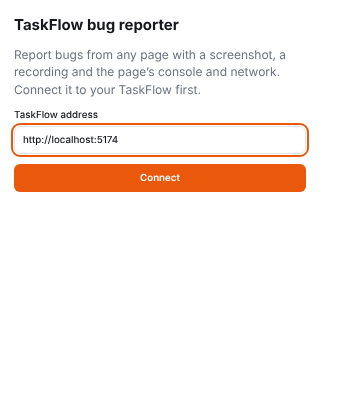 TaskFlow bug reporter
Report bugs from any page with a screenshot, a
recording and the page’s console and network.
Connect it to your TaskFlow first.
TaskFlow address
http://localhost:5174
Connect